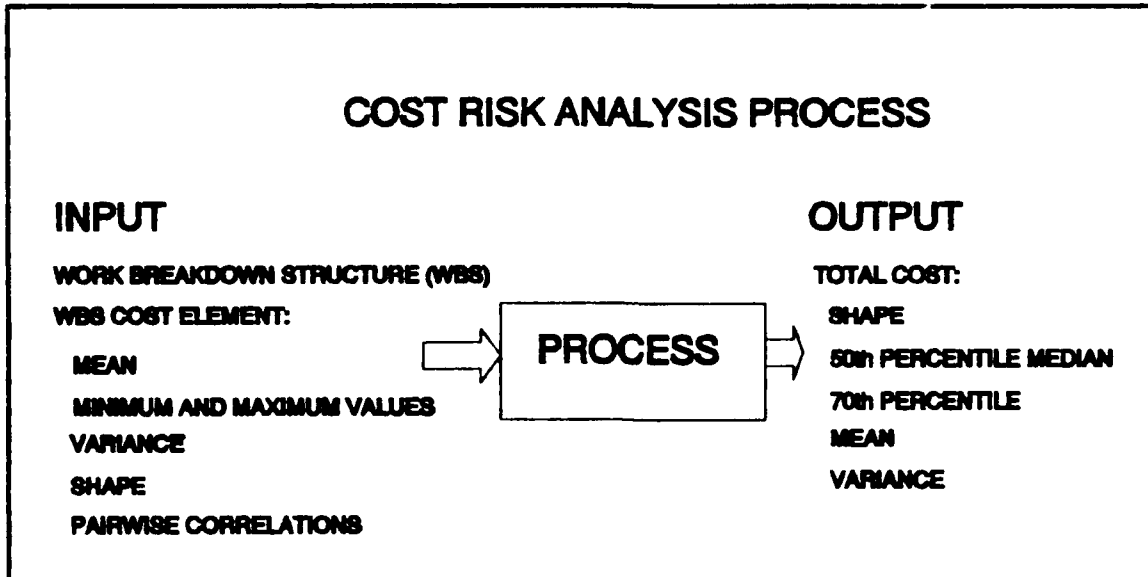 COST RISK ANALYSIS PROCESS
INPUT
WORK BREAKDOWN STRUCTURE (WBS)
WBS COST ELEMENT:
MEAN
MINIMUM AND MAXIMUM VALUES
VARIANCE
SHAPE
PAIRWISE CORRELATIONS
PROCESS
OUTPUT
TOTAL COST:
SHAPE
50th PERCENTILE MEDIAN
70th PERCENTILE
MEAN
VARIANCE